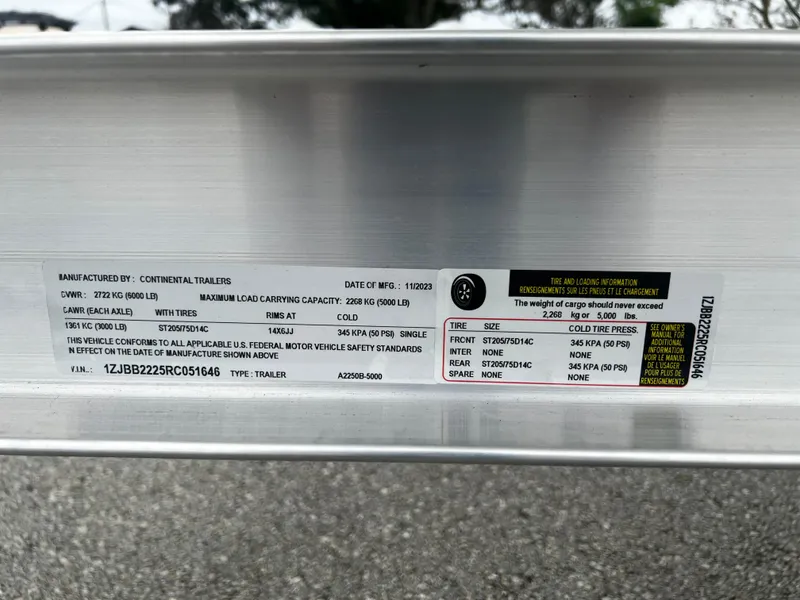 MANUFACTURED BY : CONTINENTAL TRAILERS DATE OF MFG. : 11/2023
GVWR : 2722 KG (6000 LB) MAXIMUM LOAD CARRYING CAPACITY: 2268 KG (5000 LB)
GAWR (EACH AXLE) WITH TIRES RIMS AT COLD
1361 KC (3000 LB) ST205/75D14C 14X6JJ 345 KPA (50 PSI) SINGLE
THIS VEHICLE CONFORMS TO ALL APPLICABLE U.S. FEDERAL MOTOR VEHICLE SAFETY STANDARDS
IN EFFECT ON THE DATE OF MANUFACTURE SHOWN ABOVE
V.I.N.: 1ZJBB2225RC051646 TYPE : TRAILER A2250B-5000
TIRE AND LOADING INFORMATION
RENSEIGNEMENTS SUR LES PNEUS ET LE CHARGEMENT
The weight of cargo should never exceed
2,268 kg or 5,000 lbs.
TIRE SIZE COLD TIRE PRESS.
FRONT ST205/75D14C 345 KPA (50 PSI)
INTER NONE NONE
REAR ST205/75D14C 345 KPA (50 PSI)
SPARE NONE NONE
SEE OWNER'S
MANUAL FOR
ADDITIONAL
INFORMATION
VOIR LE MANUEL
DE L'USAGER
POUR PLUS DE
RENSEIGNEMENTS
1ZJBB2225RC051646